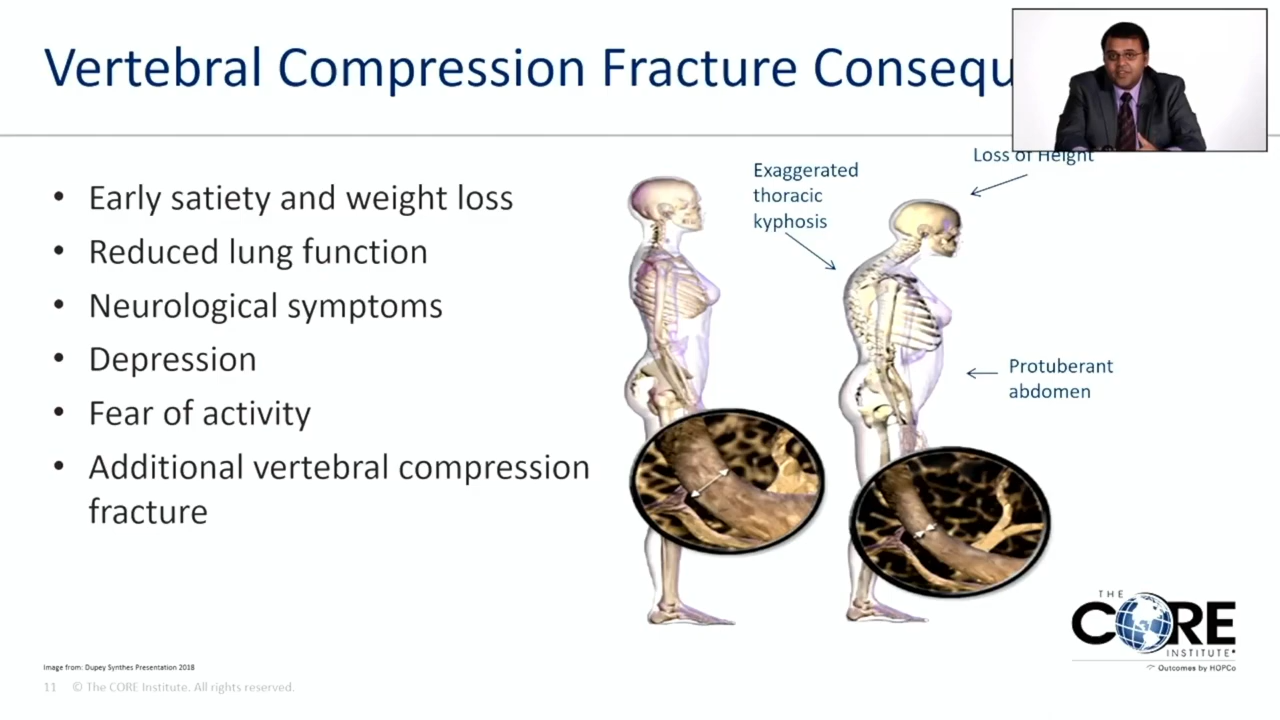 Vertebral Compression Fracture Consequ
Early satiety and weight loss
Reduced lung function
Neurological symptoms
Depression
Fear of activity
Additional vertebral compression
fracture
Exaggerated
thoracic
kyphosis
Loss of Height
Protuberant
abdomen
THE
CORE
INSTITUTE
Outcomes by HOPCo
Image from: Dupey Synthes Presentation 2018
11 © The CORE Institute. All rights reserved.